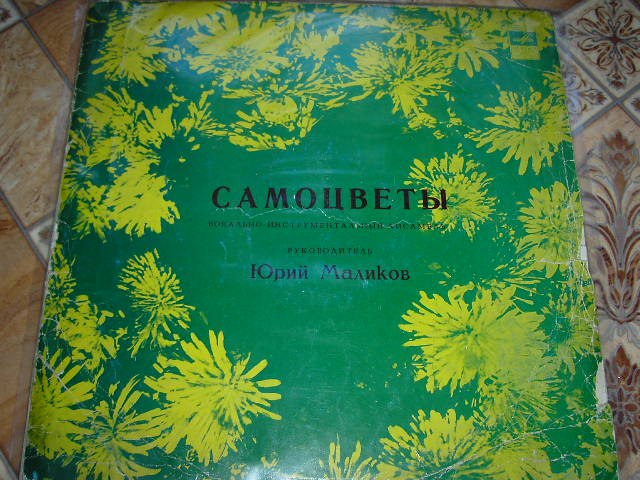 САМОЦВЕТЫ
ВОКАЛЬНО-ИНСТРУМЕНТАЛЬНЫЙ АНСАМБЛЬ
РУКОВОДИТЕЛЬ
Юрий Маликов